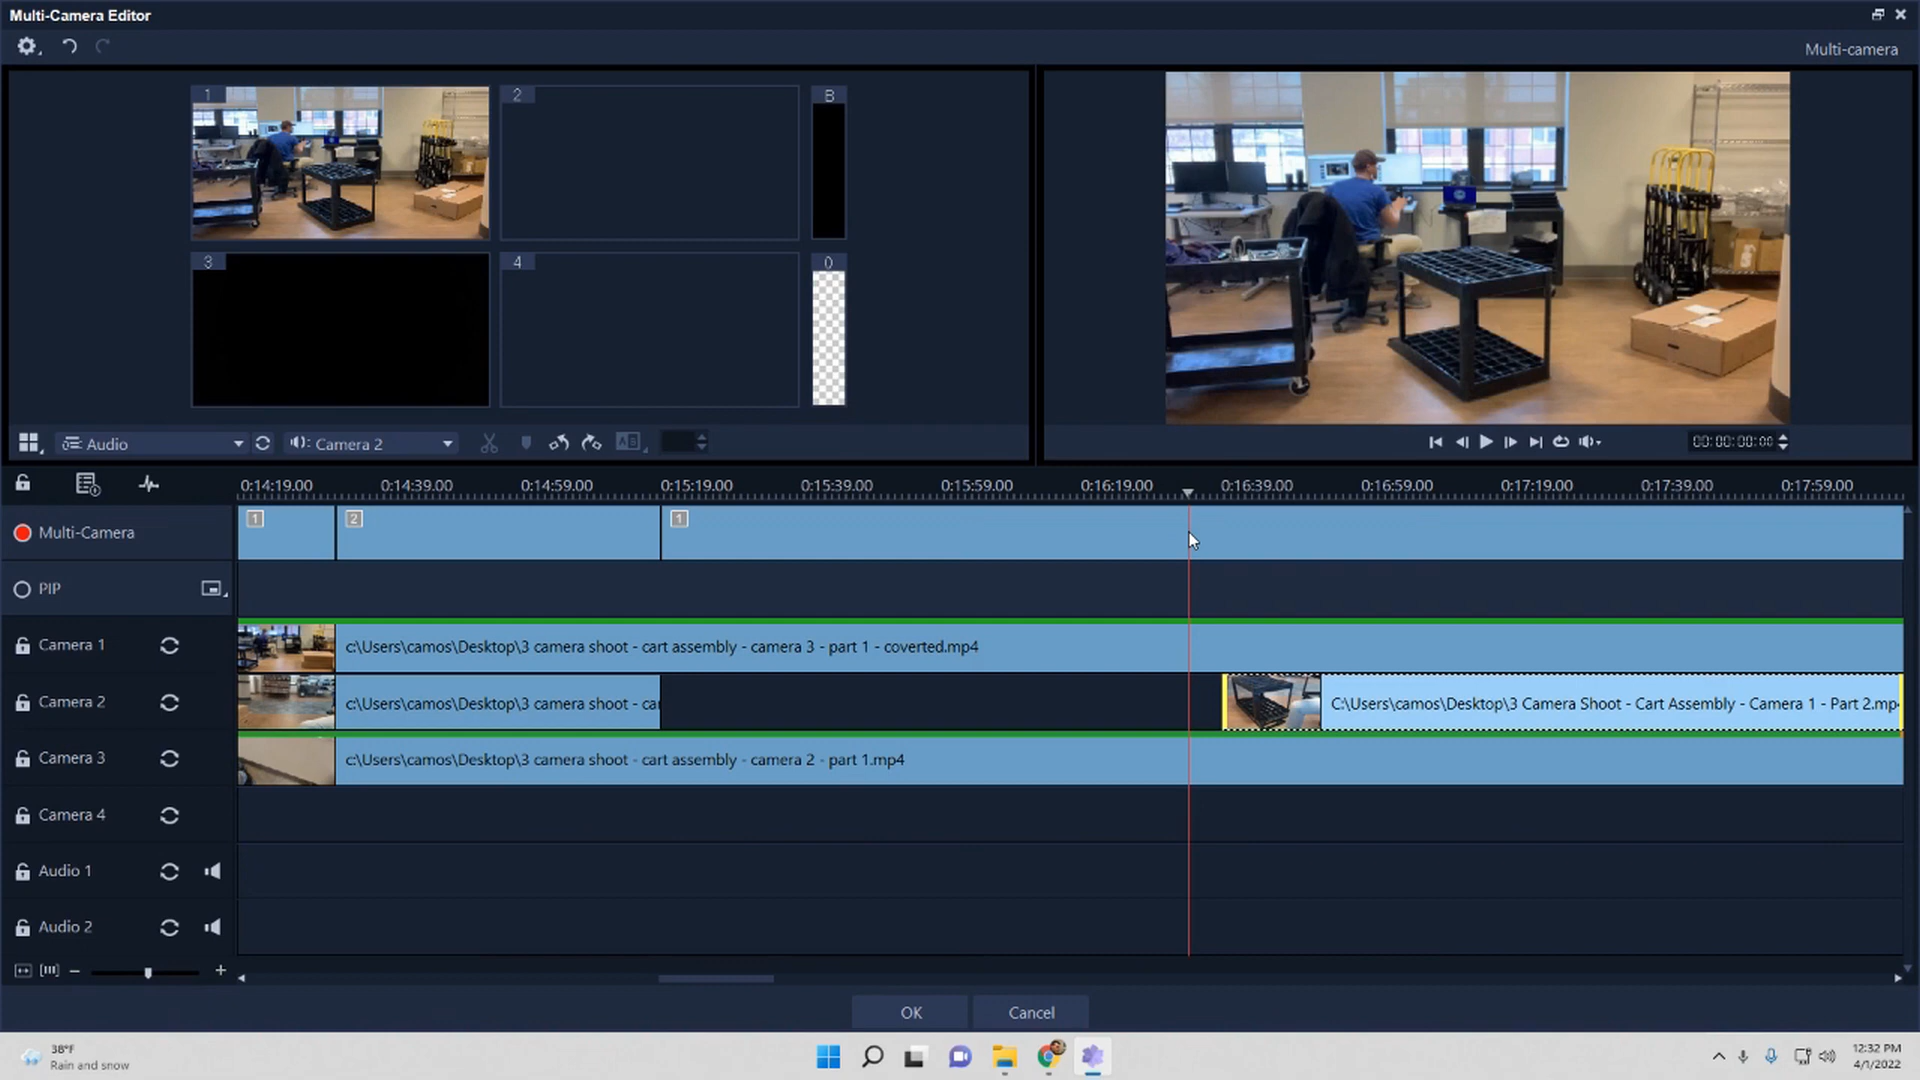 Multi-Camera Editor
Multi-camera
1
2
B
3
4
0
Audio
Camera 2
00:00:00:00
0:14:19.00 0:14:39.00 0:14:59.00 0:15:19.00 0:15:39.00 0:15:59.00 0:16:19.00 0:16:39.00 0:16:59.00 0:17:19.00 0:17:39.00 0:17:59.00
Multi-Camera
1
2
1
PIP
Camera 1
c:\Users\camos\Desktop\3 camera shoot - cart assembly - camera 3 - part 1 - coverted.mp4
Camera 2
c:\Users\camos\Desktop\3 camera shoot - ca
C:\Users\camos\Desktop\3 Camera Shoot - Cart Assembly - Camera 1 - Part 2.mp
Camera 3
c:\Users\camos\Desktop\3 camera shoot - cart assembly - camera 2 - part 1.mp4
Camera 4
Audio 1
Audio 2
OK
Cancel
38°F
Rain and snow
12:32 PM
4/1/2022